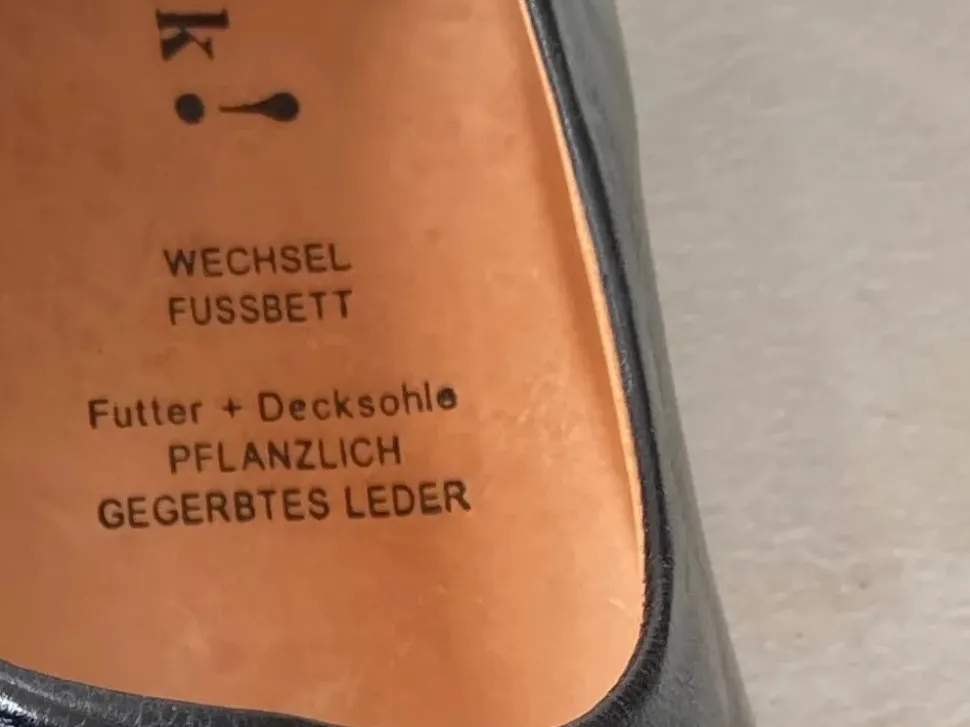 k!
WECHSEL
FUSSBETT
Futter + Decksohle
PFLANZLICH
GEGERBTES LEDER